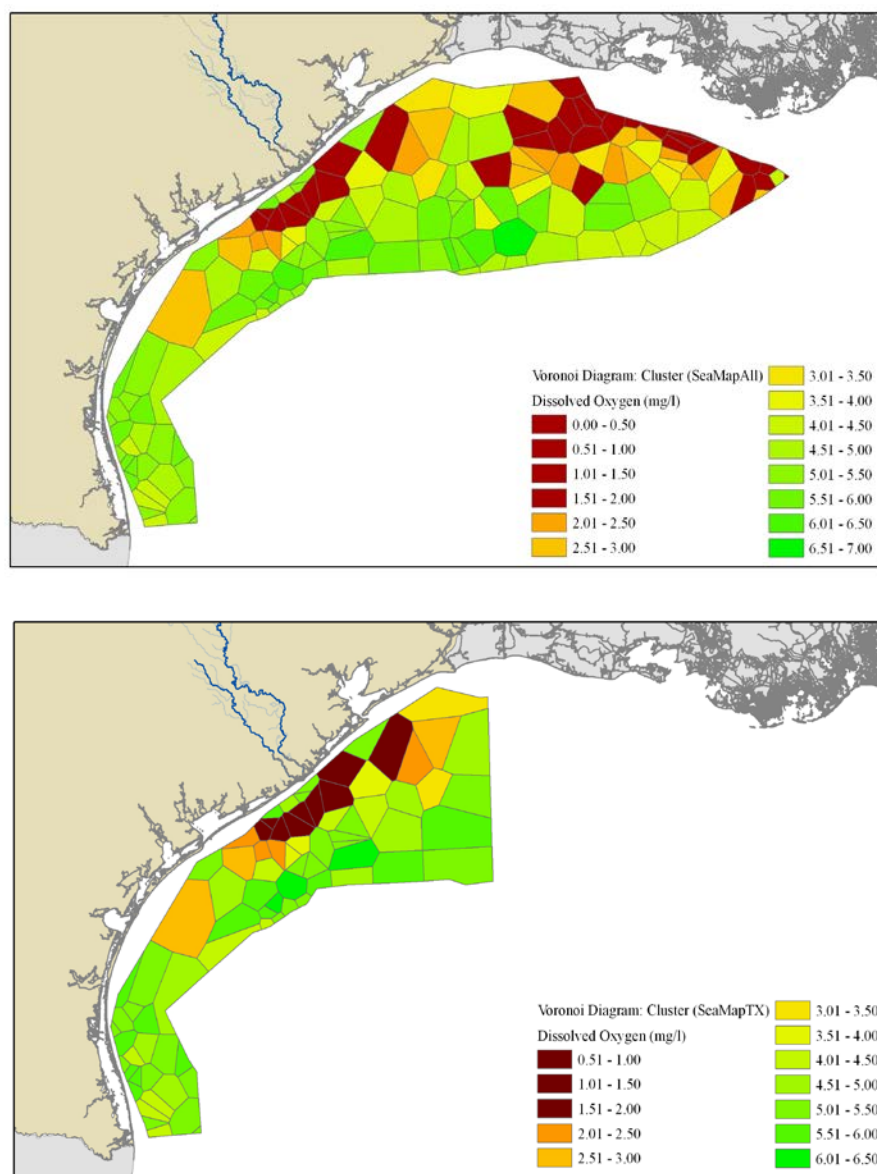 Voronoi Diagram: Cluster (SeaMapAll)
Dissolved Oxygen (mg/l)
0.00 - 0.50
0.51 - 1.00
1.01 - 1.50
1.51 - 2.00
2.01 - 2.50
2.51 - 3.00
3.01 - 3.50
3.51 - 4.00
4.01 - 4.50
4.51 - 5.00
5.01 - 5.50
5.51 - 6.00
6.01 - 6.50
6.51 - 7.00
Voronoi Diagram: Cluster (SeaMapTX)
Dissolved Oxygen (mg/l)
0.51 - 1.00
1.01 - 1.50
1.51 - 2.00
2.01 - 2.50
2.51 - 3.00
3.01 - 3.50
3.51 - 4.00
4.01 - 4.50
4.51 - 5.00
5.01 - 5.50
5.51 - 6.00
6.01 - 6.50